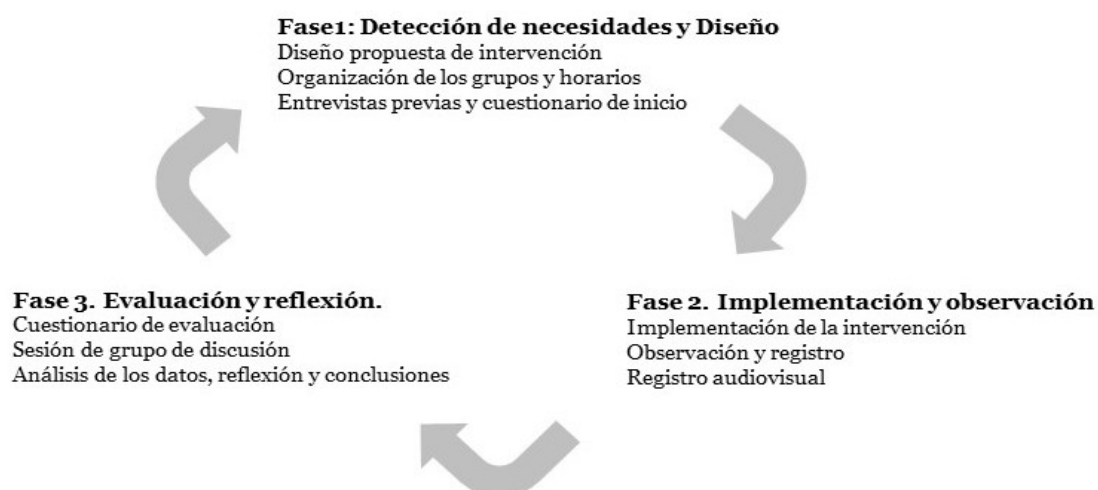 Fase1: Detección de necesidades y Diseño
Diseño propuesta de intervención
Organización de los grupos y horarios
Entrevistas previas y cuestionario de inicio
Fase 3. Evaluación y reflexión.
Cuestionario de evaluación
Sesión de grupo de discusión
Análisis de los datos, reflexión y conclusiones
Fase 2. Implementación y observación
Implementación de la intervención
Observación y registro
Registro audiovisual